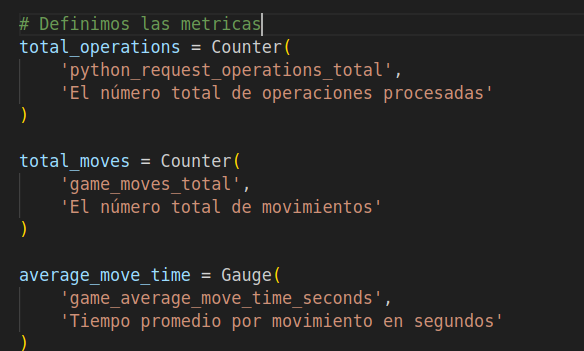 # Definimos las metricas
total_operations = Counter(
    'python_request_operations_total',
    'El número total de operaciones procesadas'
)
total_moves = Counter(
    'game_moves_total',
    'El número total de movimientos'
)
average_move_time = Gauge(
    'game_average_move_time_seconds',
    'Tiempo promedio por movimiento en segundos'
)